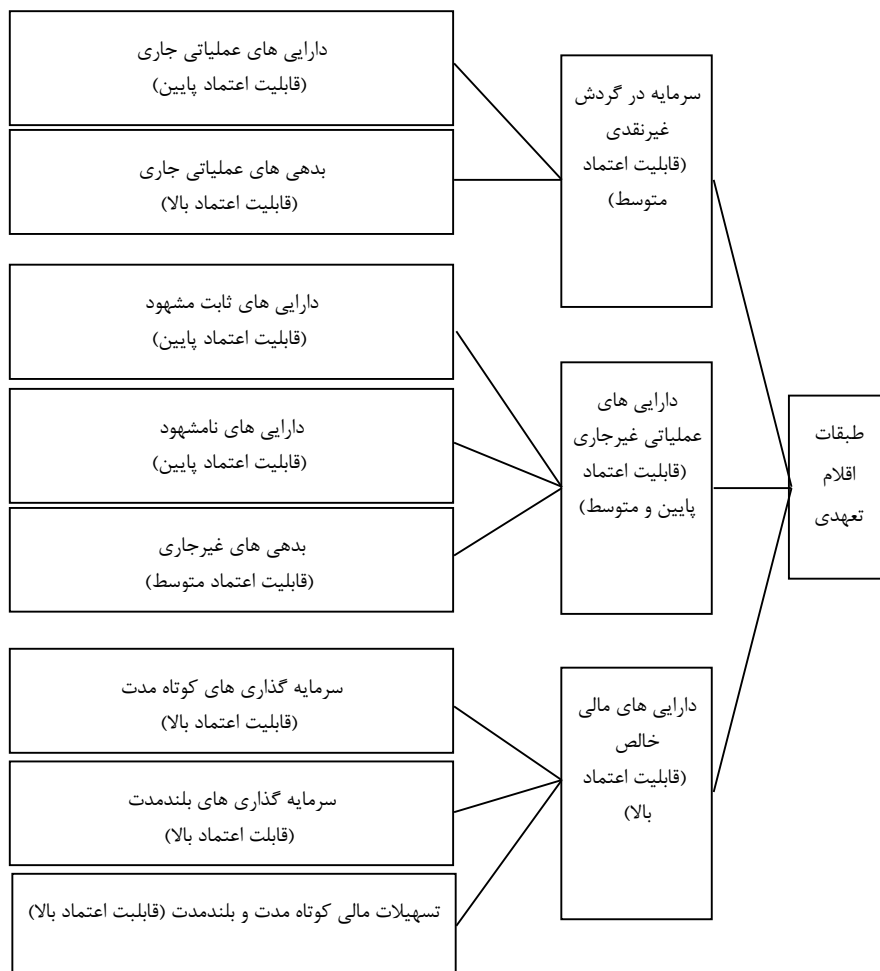 طبقات
اقلام
تعهدی
سرمایه در گردش
غیرنقدی
(قابلیت اعتماد
متوسط)
دارایی های عملیاتی جاری
(قابلیت اعتماد پایین)
بدهی های عملیاتی جاری
(قابلیت اعتماد بالا)
دارایی های
عملیاتی غیرجاری
(قابلیت اعتماد
پایین و متوسط)
دارایی های ثابت مشهود
(قابلیت اعتماد پایین)
دارایی های نامشهود
(قابلیت اعتماد پایین)
بدهی های غیرجاری
(قابلیت اعتماد متوسط)
دارایی های مالی
خالص
(قابلیت اعتماد
بالا)
سرمایه گذاری های کوتاه مدت
(قابلیت اعتماد بالا)
سرمایه گذاری های بلندمدت
(قابلت اعتماد بالا)
تسهیلات مالی کوتاه مدت و بلندمدت (قابلبت اعتماد بالا)